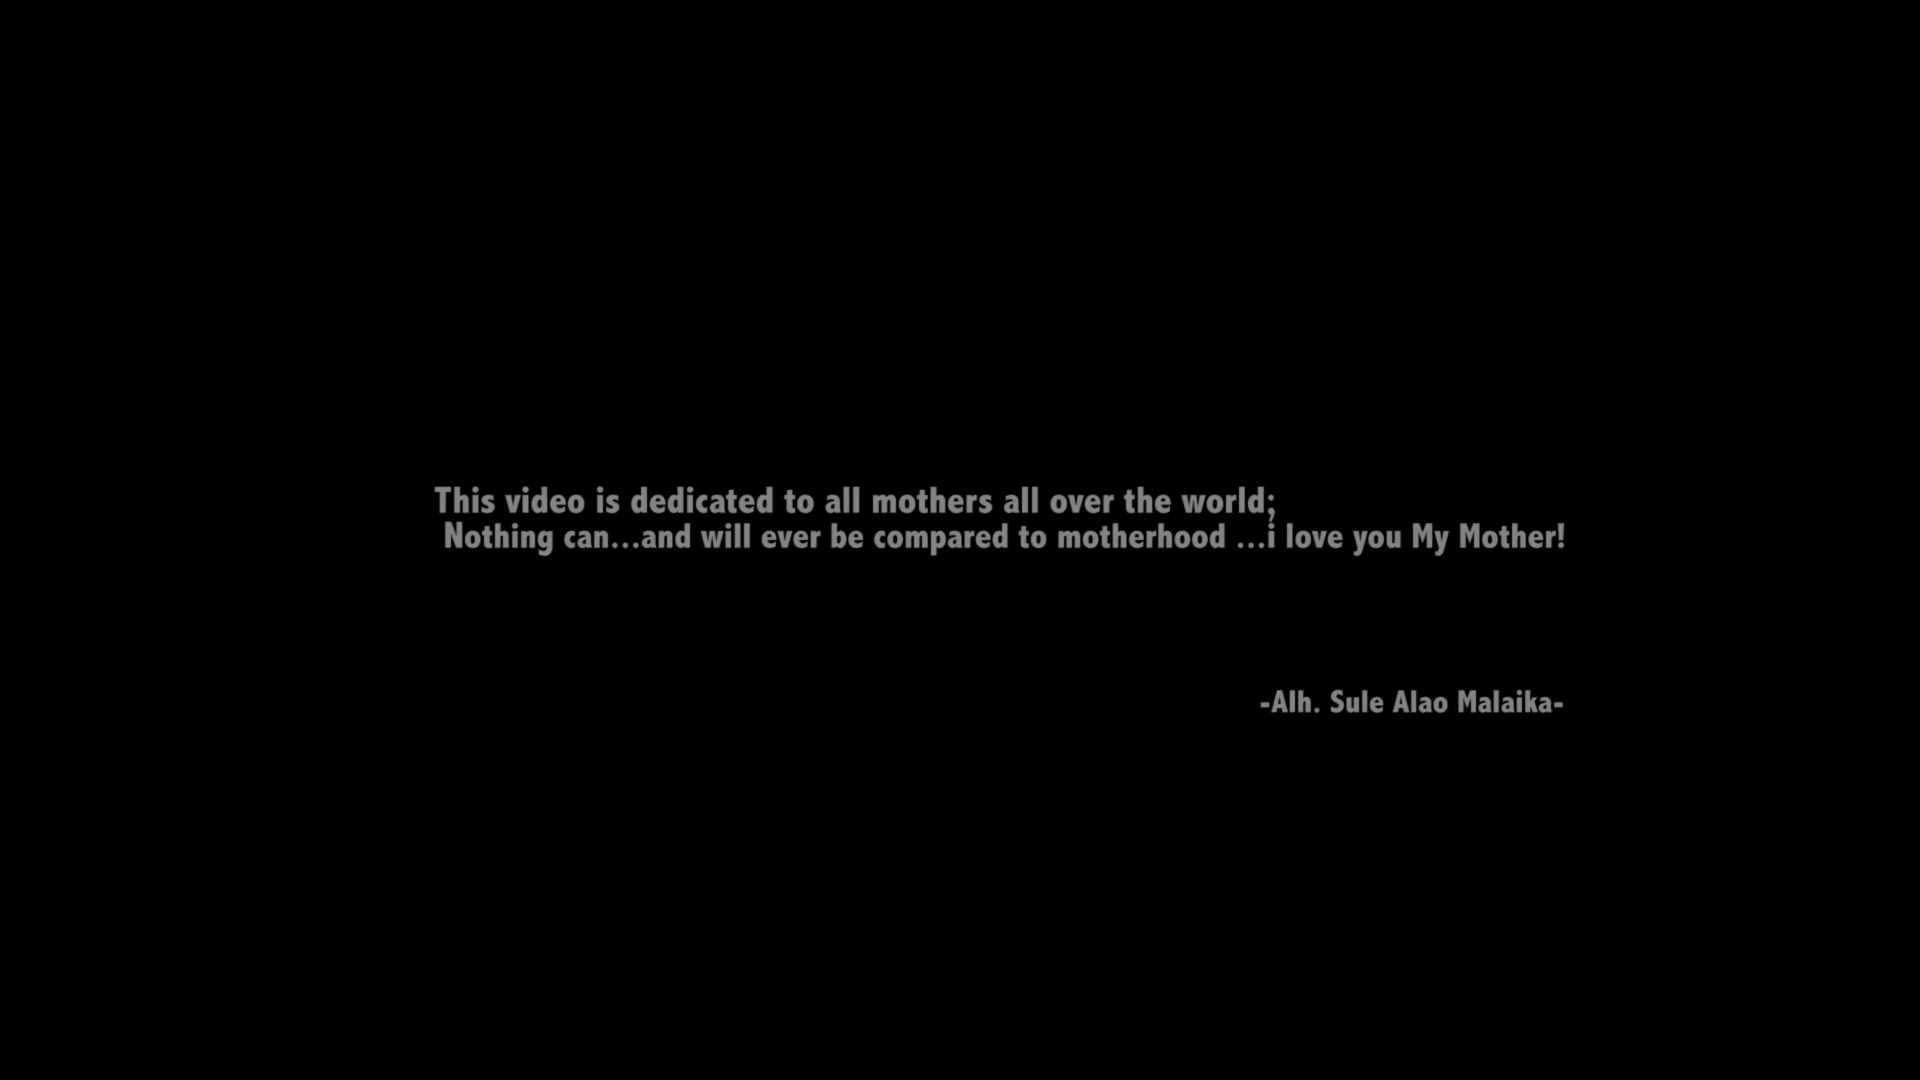 This video is dedicated to all mothers all over the world;
Nothing can...and will ever be compared to motherhood ...i love you My Mother!
-Alh. Sule Alao Malaika-